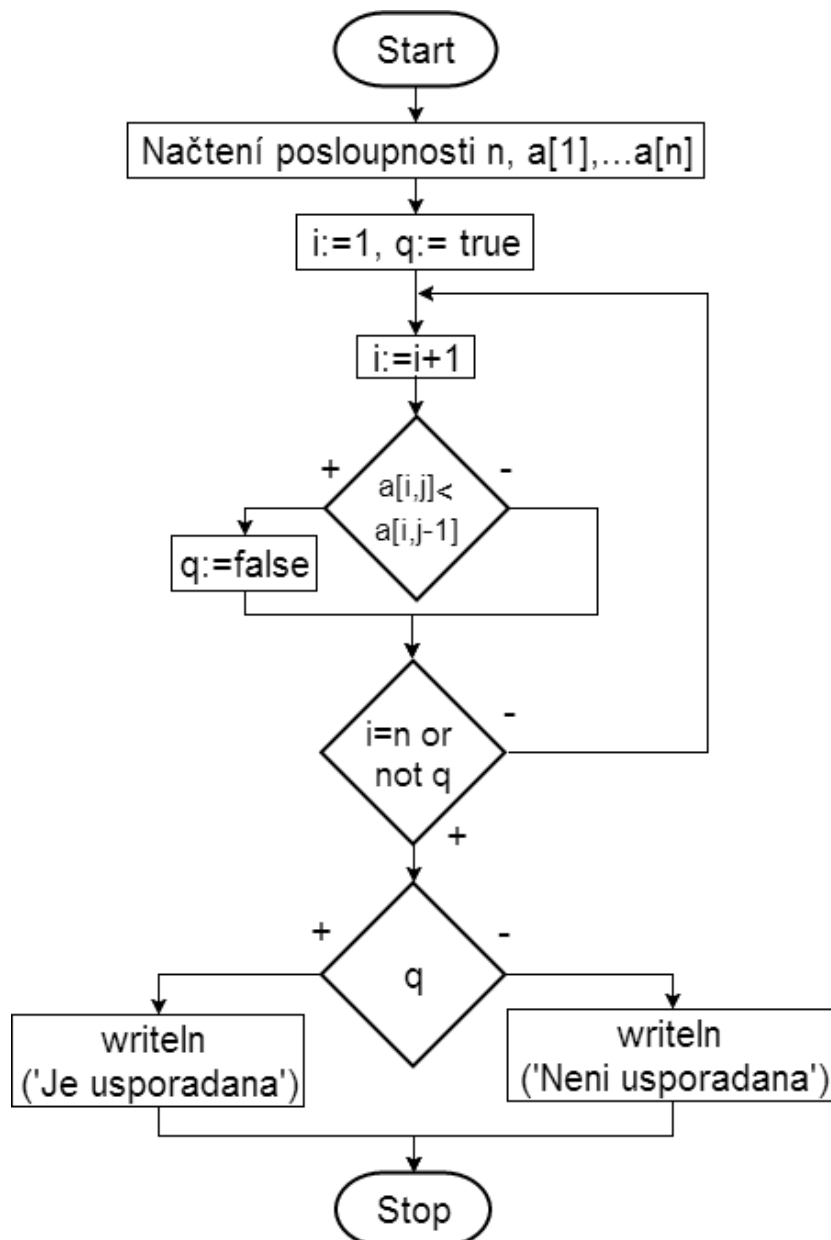 Start
Načtení posloupnosti n, a[1],...a[n]
i:=1, q:= true
i:=i+1
+
-
a[i,j]<
a[i,j-1]
q:=false
-
i=n or
not q
+
+
-
q
writeln
('Je usporadana')
writeln
('Neni usporadana')
Stop